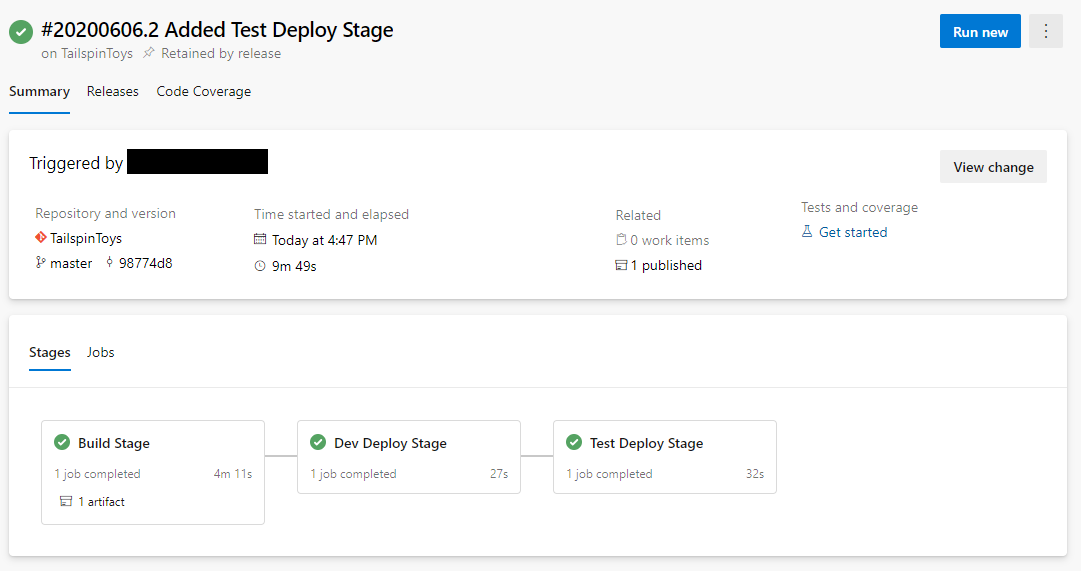 #20200606.2 Added Test Deploy Stage
on TailspinToys Retained by release
Run new
Summary Releases Code Coverage
Triggered by
View change
Repository and version
TailspinToys
master 98774d8
Time started and elapsed
Today at 4:47 PM
9m 49s
Related
0 work items
1 published
Tests and coverage
Get started
Stages Jobs
Build Stage
1 job completed 4m 11s
1 artifact
Dev Deploy Stage
1 job completed 27s
Test Deploy Stage
1 job completed 32s